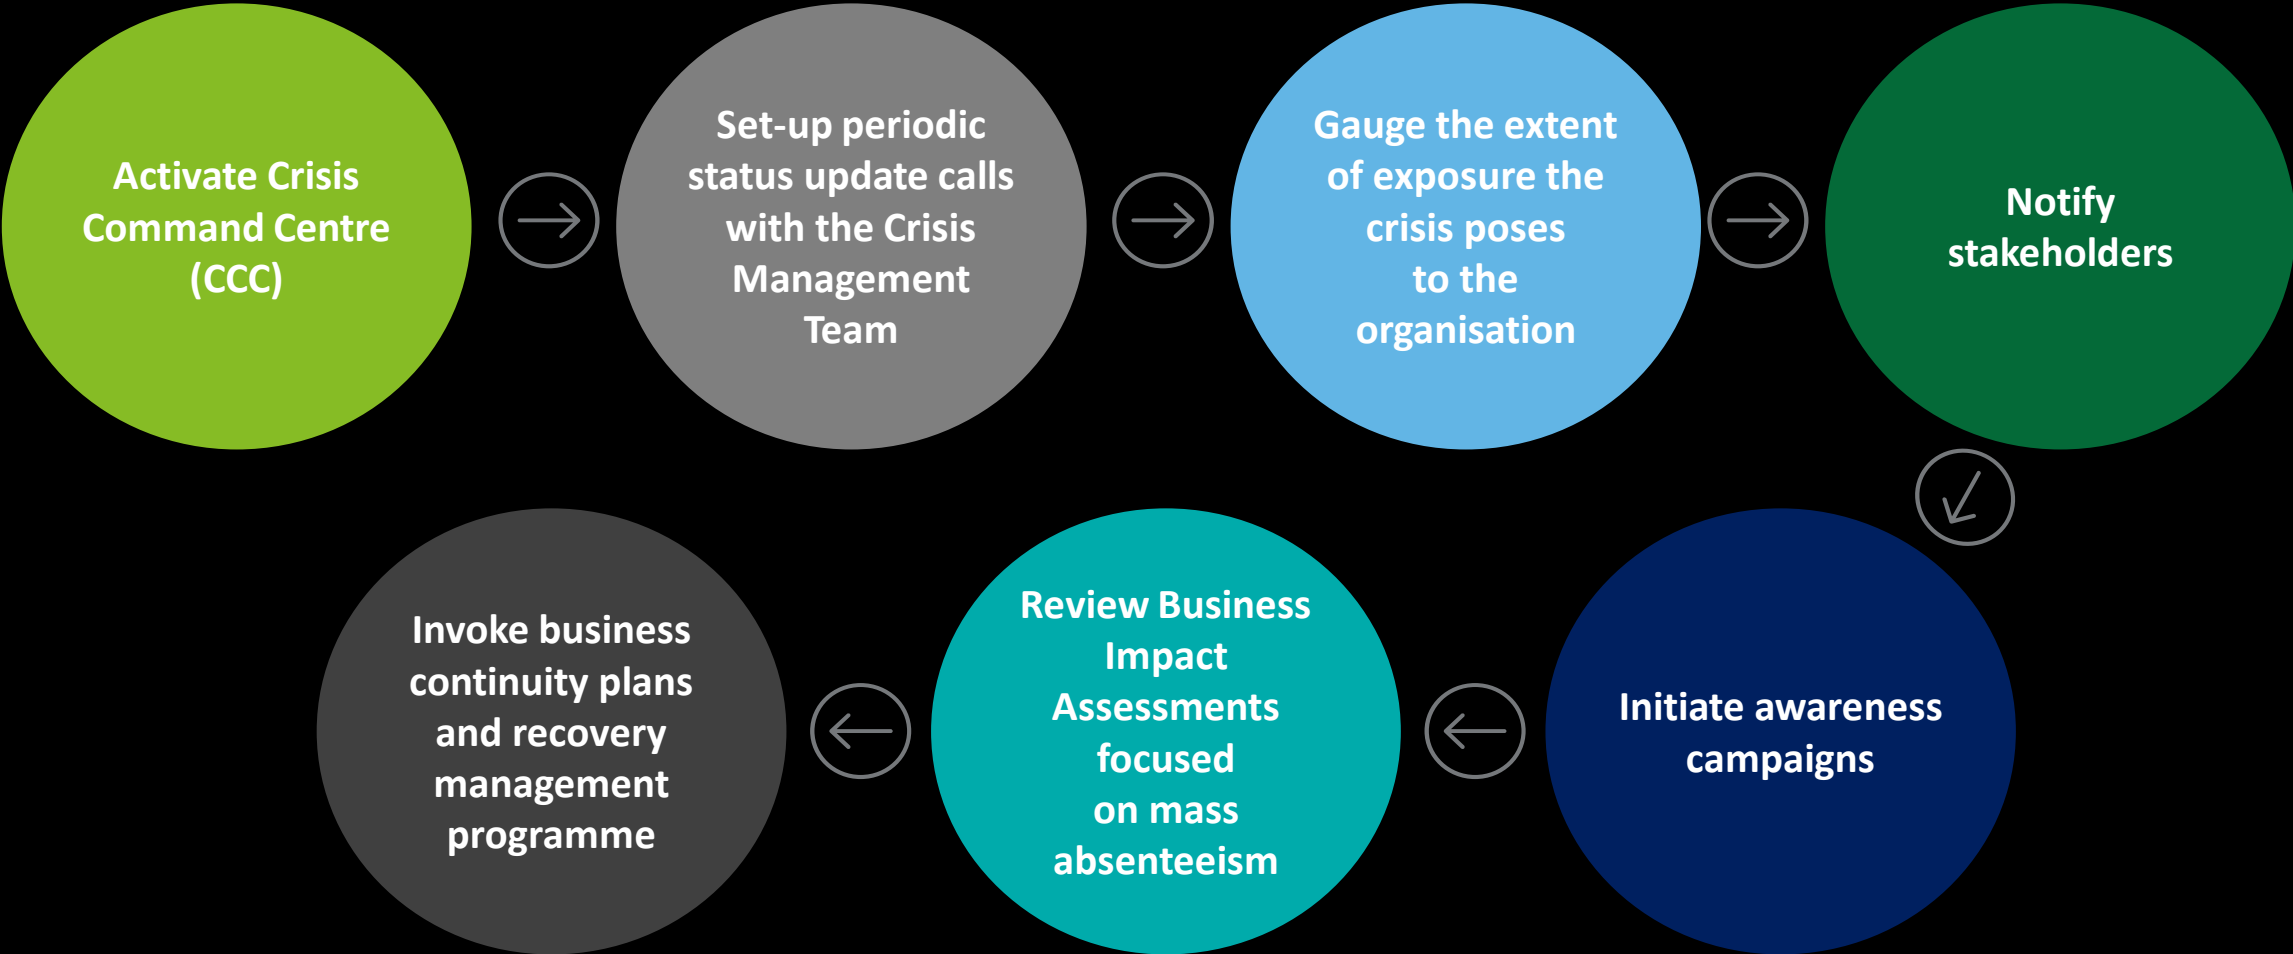 Activate Crisis
Command Centre
(CCC)
Set-up periodic
status update calls
with the Crisis
Management
Team
Gauge the extent
of exposure the
crisis poses
to the
organisation
Notify
stakeholders
Initiate awareness
campaigns
Review Business
Impact
Assessments
focused
on mass
absenteeism
Invoke business
continuity plans
and recovery
management
programme